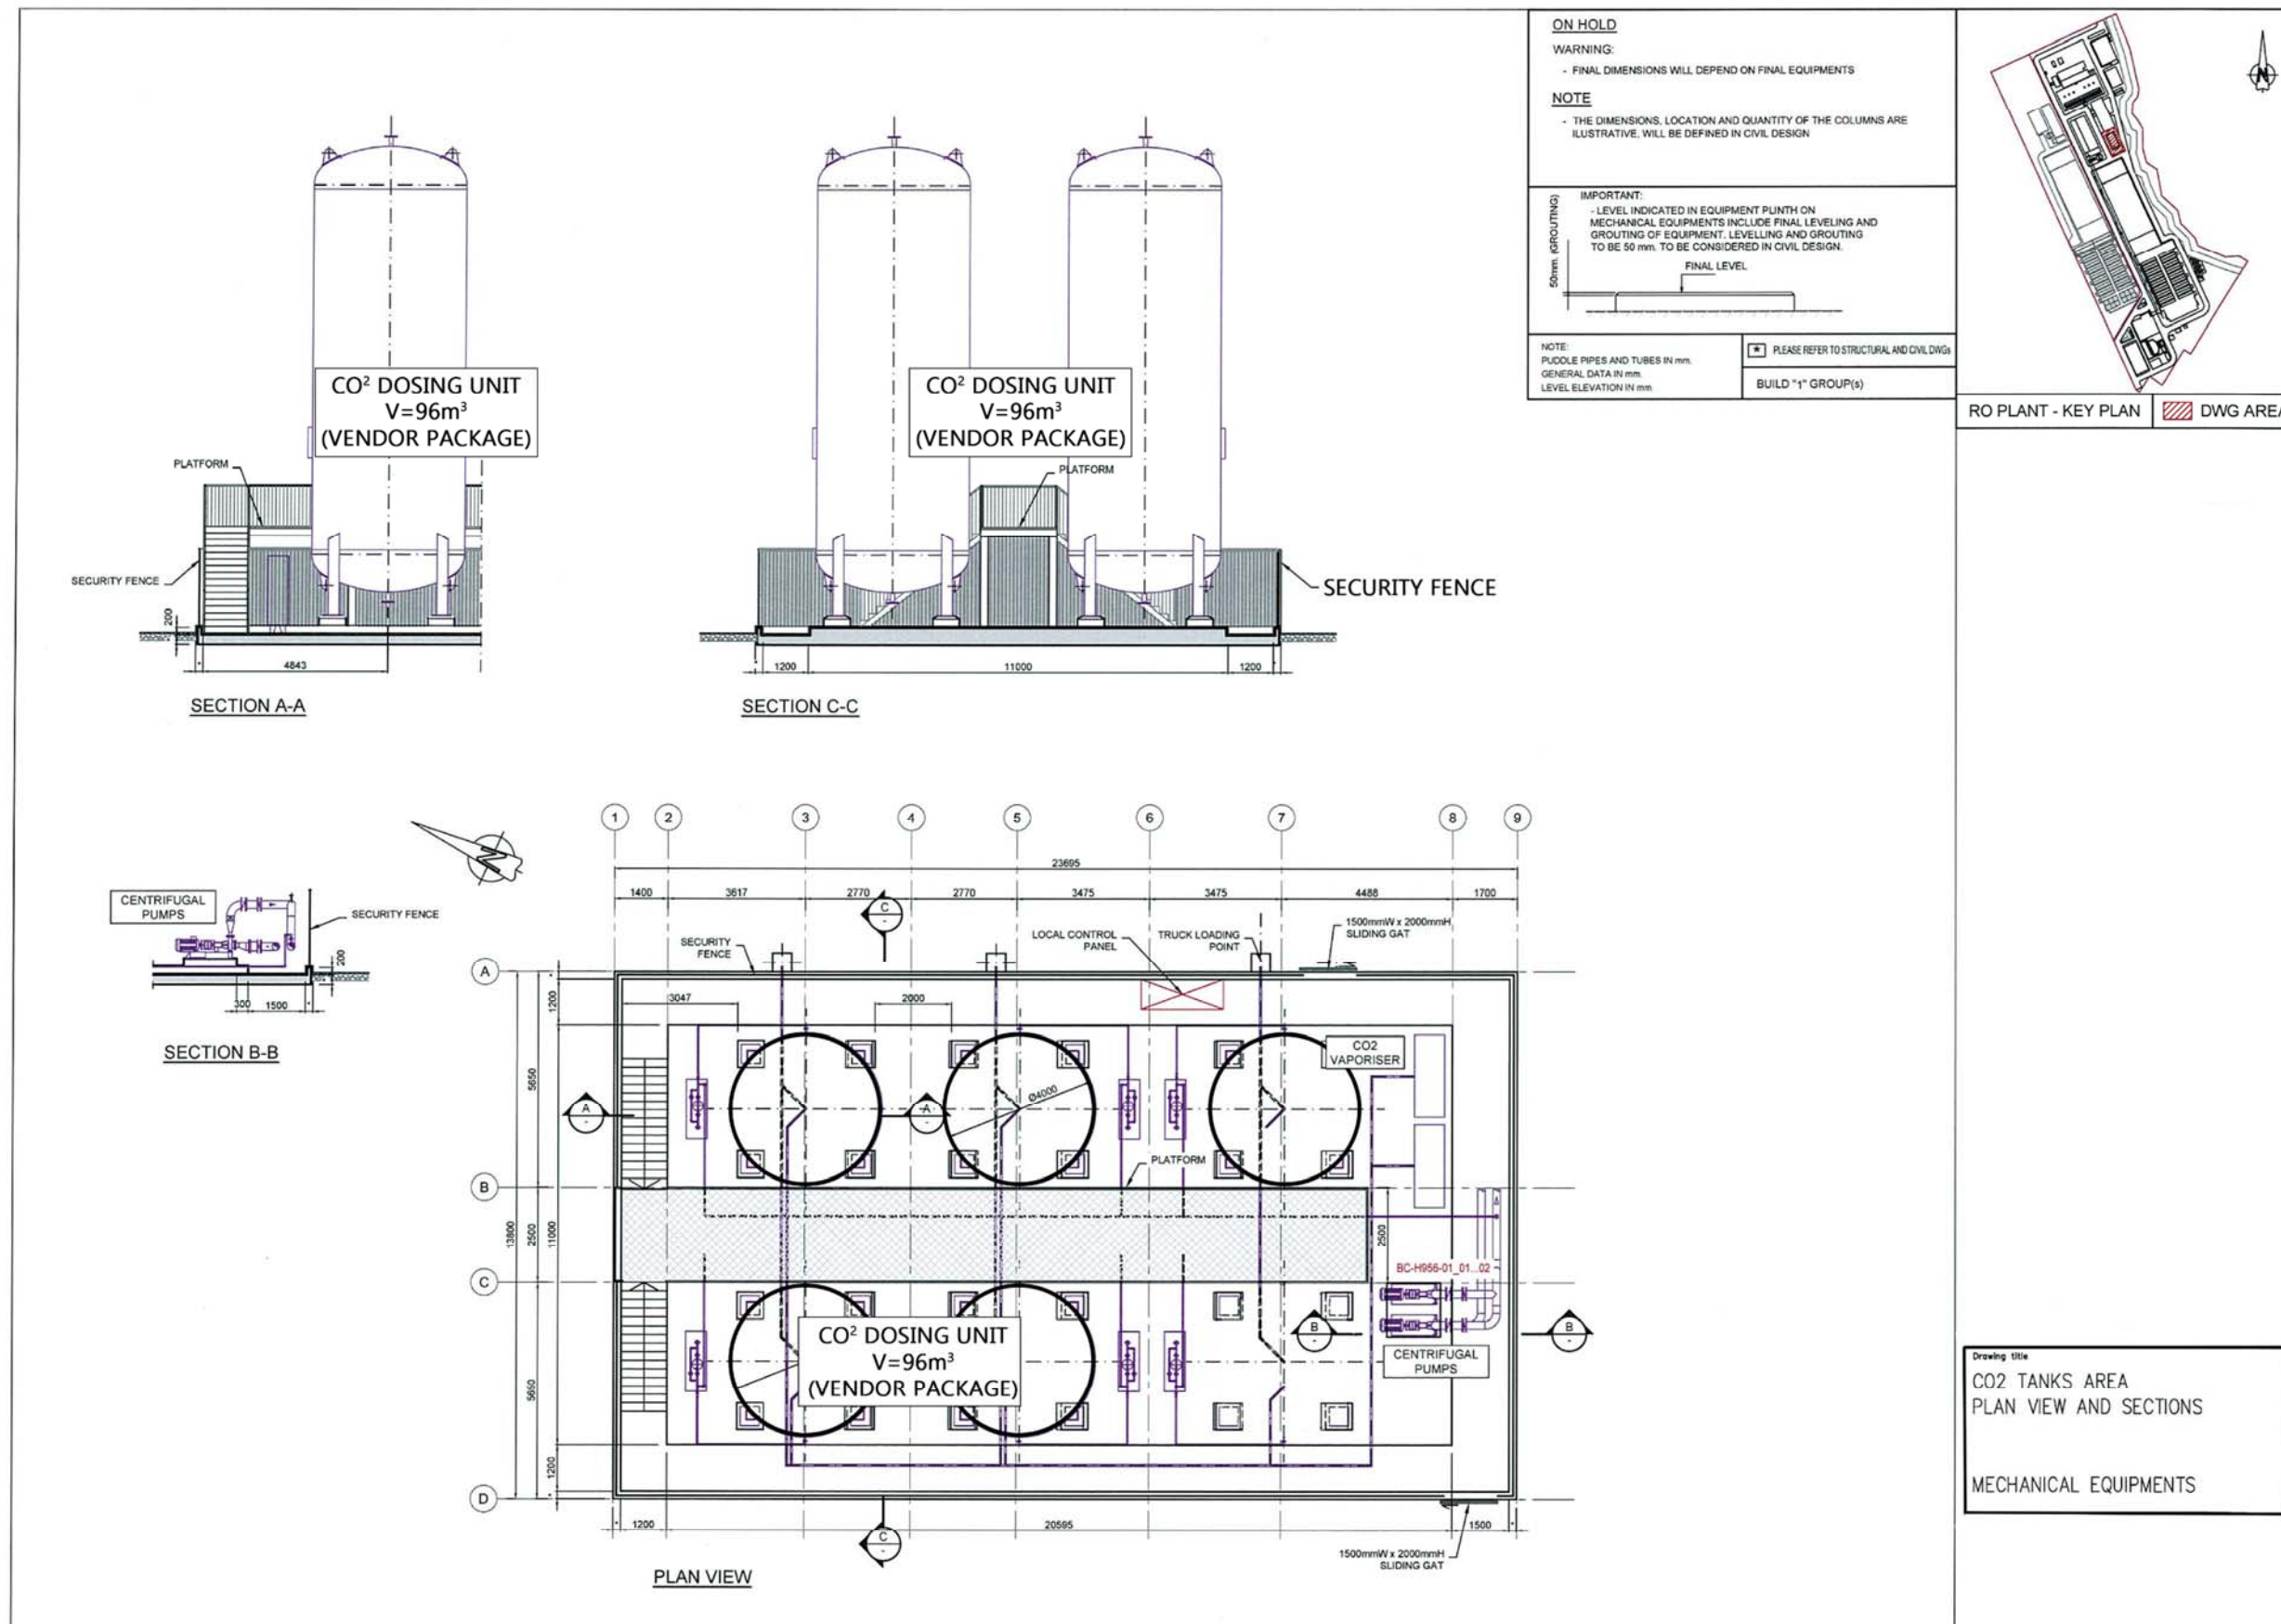 ON HOLD
WARNING:
- FINAL DIMENSIONS WILL DEPEND ON FINAL EQUIPMENTS
NOTE
- THE DIMENSIONS, LOCATION AND QUANTITY OF THE COLUMNS ARE
ILUSTRATIVE, WILL BE DEFINED IN CIVIL DESIGN
IMPORTANT:
- LEVEL INDICATED IN EQUIPMENT PLINTH ON
MECHANICAL EQUIPMENTS INCLUDE FINAL LEVELING AND
GROUTING OF EQUIPMENT. LEVELLING AND GROUTING
TO BE 50 mm. TO BE CONSIDERED IN CIVIL DESIGN.
50mm. (GROUTING)
FINAL LEVEL
NOTE:
PUDDLE PIPES AND TUBES IN mm.
GENERAL DATA IN mm.
LEVEL ELEVATION IN mm
* PLEASE REFER TO STRUCTURAL AND CIVIL DWGs
BUILD "1" GROUP(s)
N
RO PLANT - KEY PLAN
DWG AREA
CO² DOSING UNIT
V=96m³
(VENDOR PACKAGE)
PLATFORM
SECURITY FENCE
200
4843
SECTION A-A
CO² DOSING UNIT
V=96m³
(VENDOR PACKAGE)
PLATFORM
SECURITY FENCE
1200
11000
1200
SECTION C-C
CENTRIFUGAL
PUMPS
SECURITY FENCE
200
300
1500
SECTION B-B
N
1
2
3
4
5
6
7
8
9
23695
1400
3617
2770
2770
3475
3475
4488
1700
C
SECURITY
FENCE
LOCAL CONTROL
PANEL
TRUCK LOADING
POINT
1500mmW x 2000mmH
SLIDING GAT
A
1200
3047
2000
CO2
VAPORISER
5650
Ø4000
A
A
PLATFORM
B
13800
2500
11000
2500
C
BC-H956-01_01...02
B
B
CO² DOSING UNIT
V=96m³
(VENDOR PACKAGE)
CENTRIFUGAL
PUMPS
5650
1200
D
1200
20595
1500
C
1500mmW x 2000mmH
SLIDING GAT
PLAN VIEW
Drawing title
CO2 TANKS AREA
PLAN VIEW AND SECTIONS
MECHANICAL EQUIPMENTS